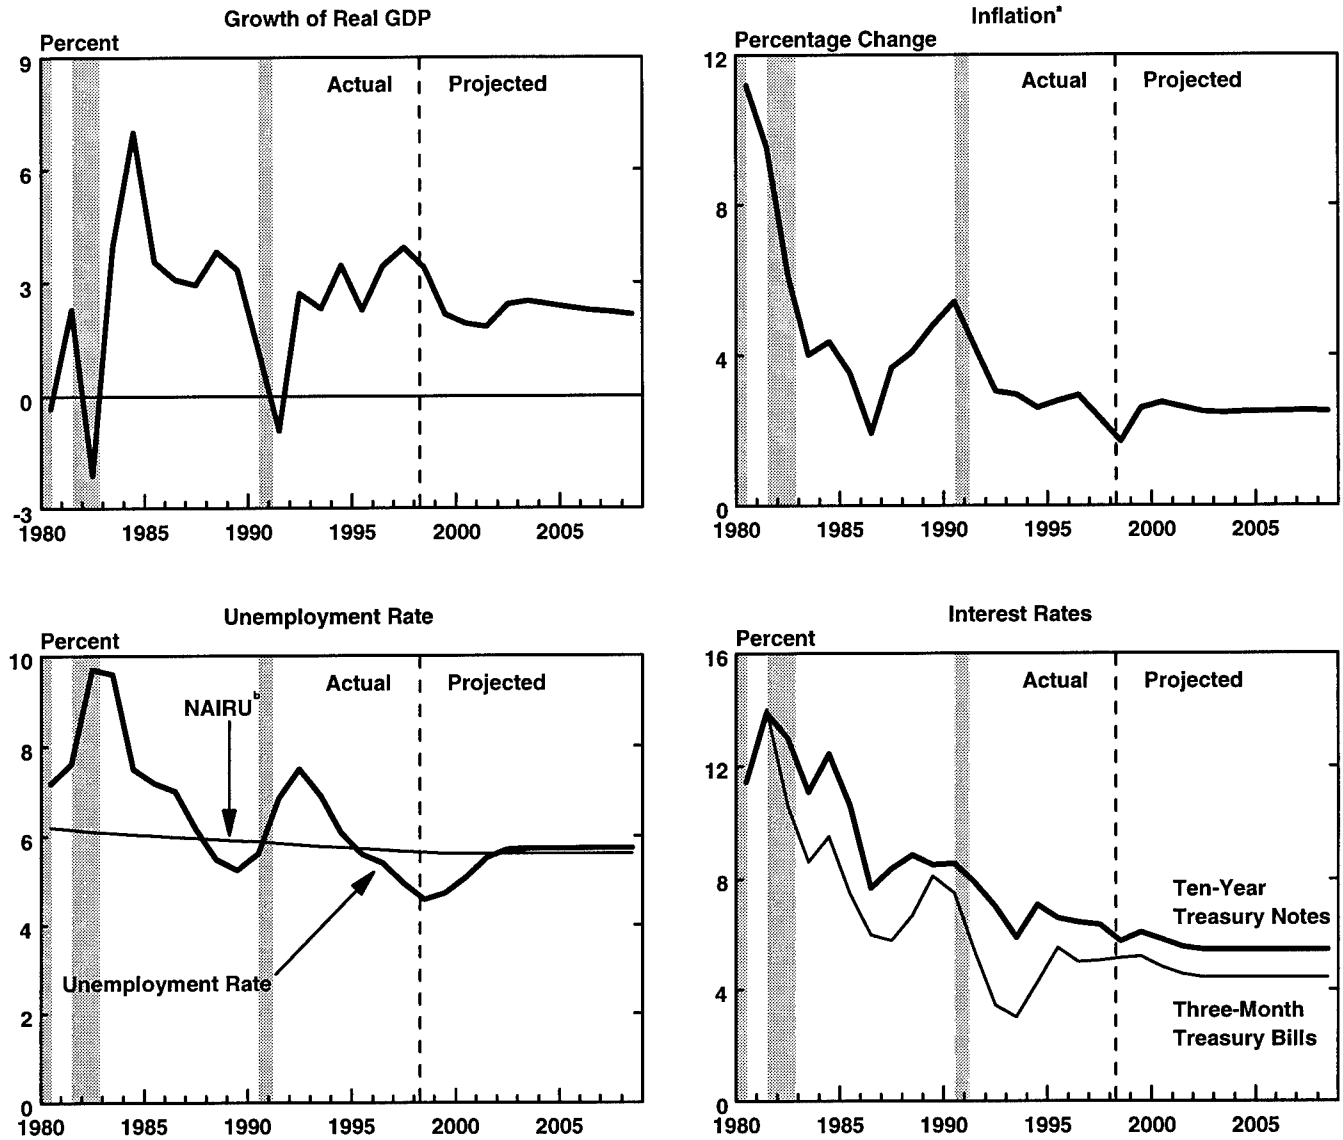 Growth of Real GDP
Percent
9
6
3
0
-3
Actual
Projected
1980 1985 1990 1995 2000 2005
Inflationᵃ
Percentage Change
12
8
4
0
Actual
Projected
1980 1985 1990 1995 2000 2005
Unemployment Rate
Percent
10
8
6
4
2
0
Actual
Projected
NAIRUᵇ
Unemployment Rate
1980 1985 1990 1995 2000 2005
Interest Rates
Percent
16
12
8
4
0
Actual
Projected
Ten-Year
Treasury Notes
Three-Month
Treasury Bills
1980 1985 1990 1995 2000 2005